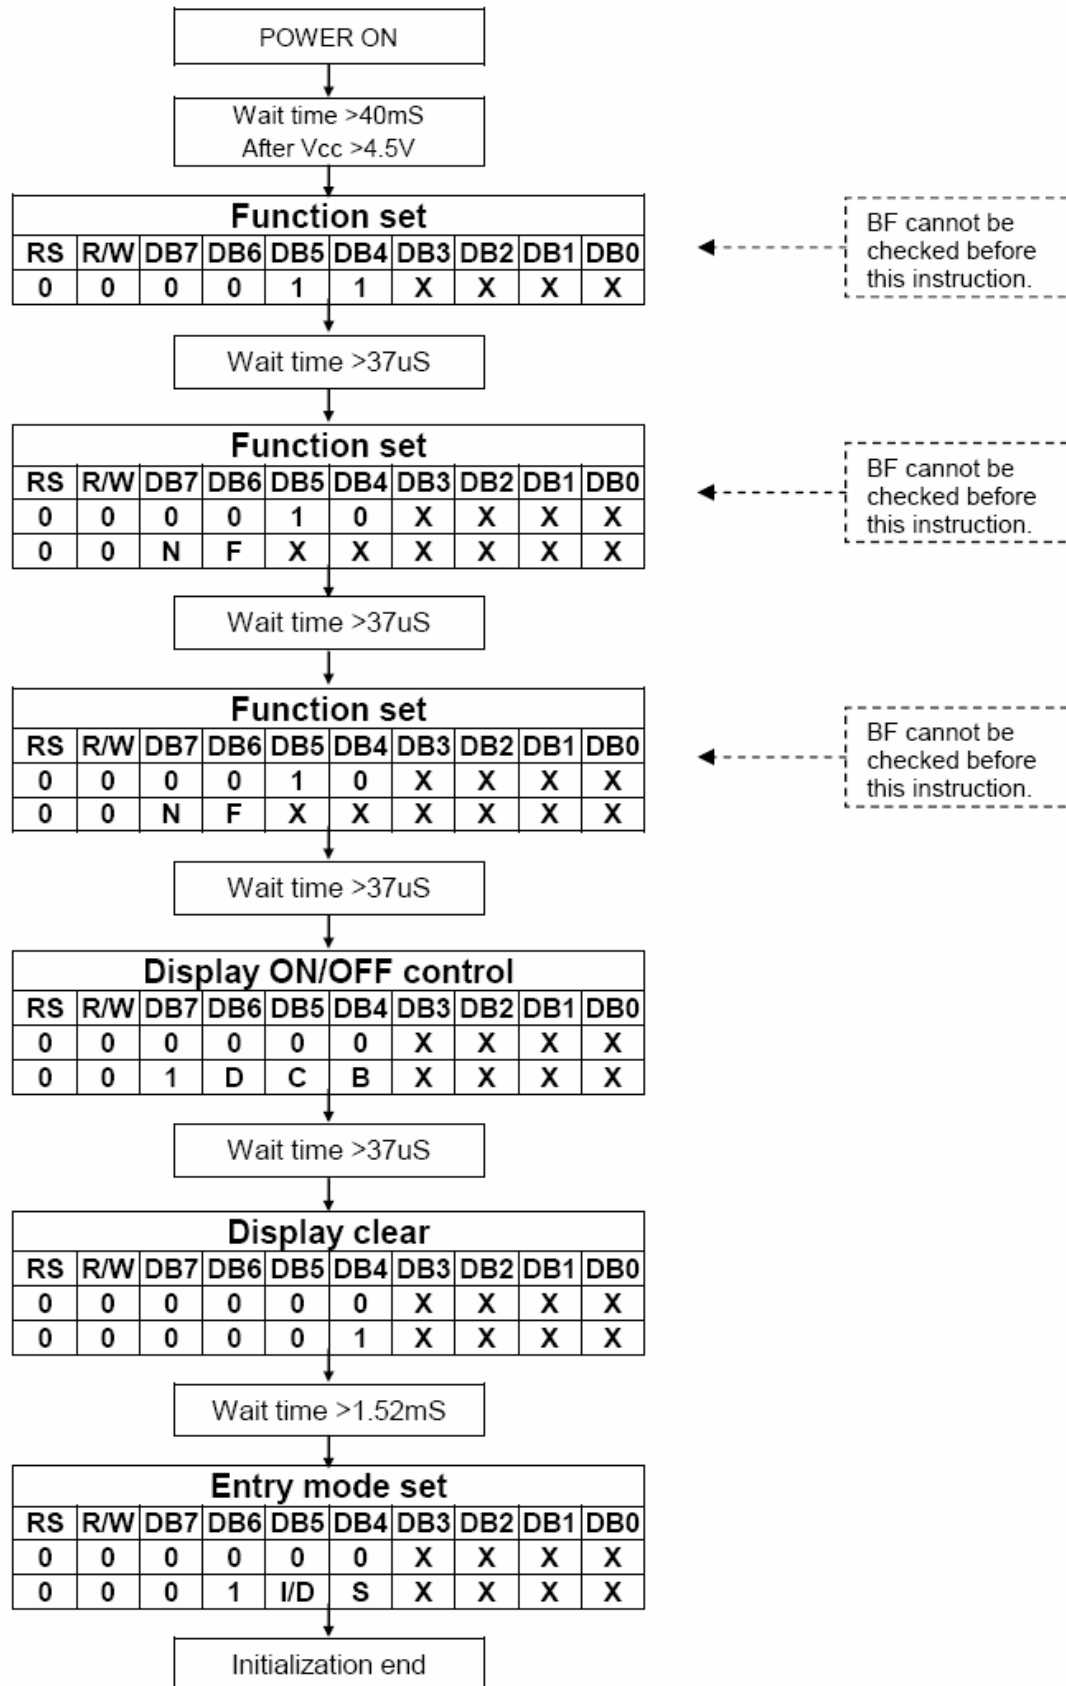 POWER ON
Wait time >40mS
After Vcc >4.5V
Function set
RS R/W DB7 DB6 DB5 DB4 DB3 DB2 DB1 DB0
0 0 0 0 1 1 X X X X
BF cannot be
checked before
this instruction.
Wait time >37uS
Function set
RS R/W DB7 DB6 DB5 DB4 DB3 DB2 DB1 DB0
0 0 0 0 1 0 X X X X
0 0 N F X X X X X X
BF cannot be
checked before
this instruction.
Wait time >37uS
Function set
RS R/W DB7 DB6 DB5 DB4 DB3 DB2 DB1 DB0
0 0 0 0 1 0 X X X X
0 0 N F X X X X X X
BF cannot be
checked before
this instruction.
Wait time >37uS
Display ON/OFF control
RS R/W DB7 DB6 DB5 DB4 DB3 DB2 DB1 DB0
0 0 0 0 0 0 X X X X
0 0 1 D C B X X X X
Wait time >37uS
Display clear
RS R/W DB7 DB6 DB5 DB4 DB3 DB2 DB1 DB0
0 0 0 0 0 0 X X X X
0 0 0 0 0 1 X X X X
Wait time >1.52mS
Entry mode set
RS R/W DB7 DB6 DB5 DB4 DB3 DB2 DB1 DB0
0 0 0 0 0 0 X X X X
0 0 0 1 I/D S X X X X
Initialization end